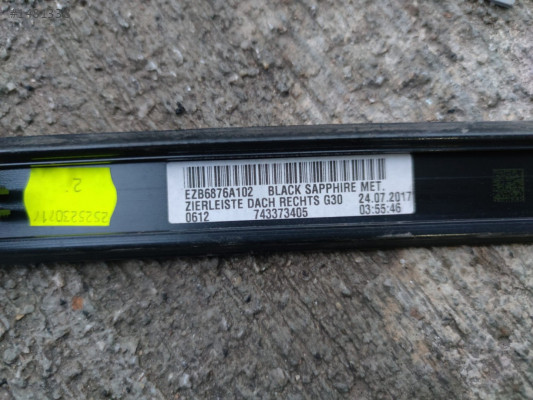 EZB6876A102 BLACK SAPPHIRE MET.
ZIERLEISTE DACH RECHTS G30 24.07.2017
0612 743373405 03:55:46